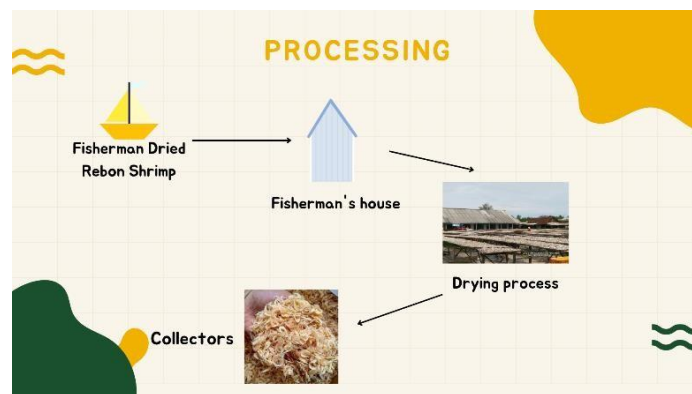 PROCESSING
Fisherman Dried
Rebon Shrimp
Fisherman's house
Drying process
Collectors